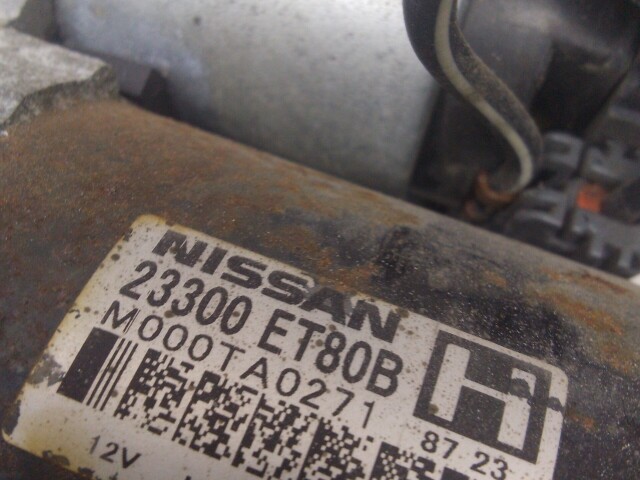 NISSAN
23300 ET80B
M000TA0271
H
87 23
12V